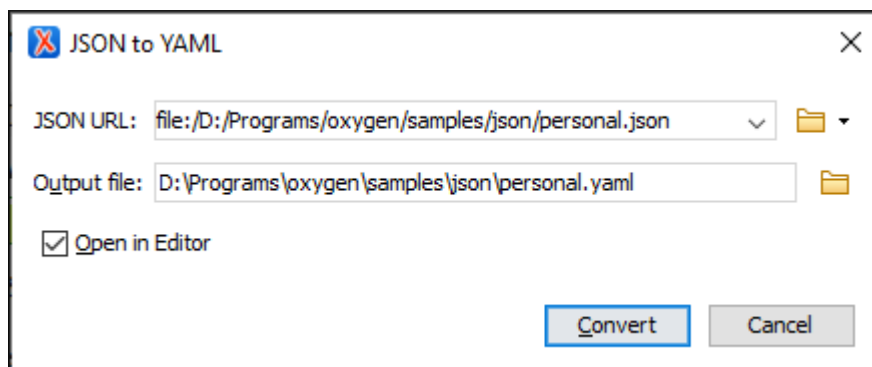 JSON to YAML
JSON URL: file:/D:/Programs/oxygen/samples/json/personal.json
Output file: D:\Programs\oxygen\samples\json\personal.yaml
Open in Editor
Convert Cancel